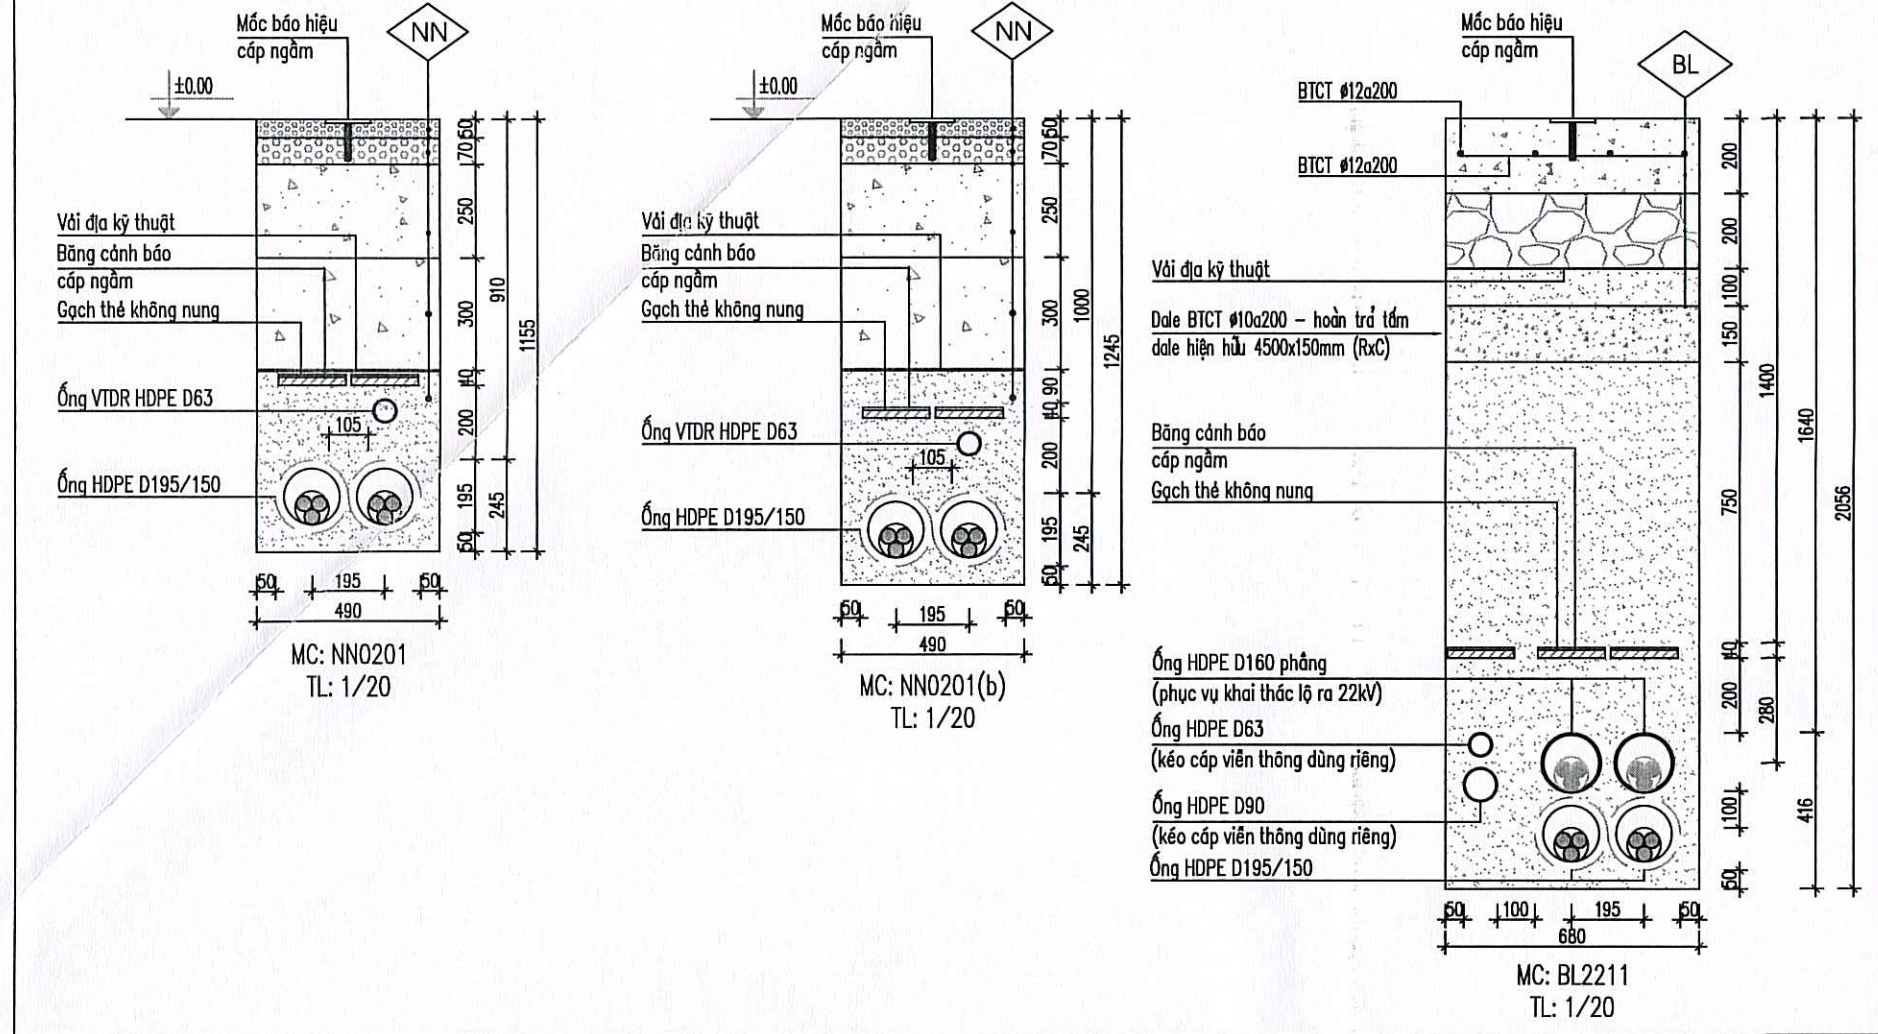 Mốc báo hiệu
cáp ngầm
NN
±0.00
Vải địa kỹ thuật
Băng cảnh báo
cáp ngầm
Gạch thẻ không nung
Ống VTDR HDPE D63
Ống HDPE D195/150
105
50
70
250
300
40
200
195
50
910
245
1155
50
195
50
490
MC: NN0201
TL: 1/20
Mốc báo hiệu
cáp ngầm
NN
±0.00
Vải địa kỹ thuật
Băng cảnh báo
cáp ngầm
Gạch thẻ không nung
Ống VTDR HDPE D63
Ống HDPE D195/150
105
50
70
250
300
90
40
200
195
50
1000
245
1245
50
195
50
490
MC: NN0201(b)
TL: 1/20
Mốc báo hiệu
cáp ngầm
BL
BTCT ø12a200
BTCT ø12a200
Vải địa kỹ thuật
Dale BTCT ø10a200 – hoàn trả tấm
dale hiện hữu 4500x150mm (RxC)
Băng cảnh báo
cáp ngầm
Gạch thẻ không nung
Ống HDPE D160 phẳng
(phục vụ khai thác lộ ra 22kV)
Ống HDPE D63
(kéo cáp viễn thông dùng riêng)
Ống HDPE D90
(kéo cáp viễn thông dùng riêng)
Ống HDPE D195/150
200
200
100
150
750
40
200
100
50
1400
280
1640
416
2056
50
100
195
50
680
MC: BL2211
TL: 1/20